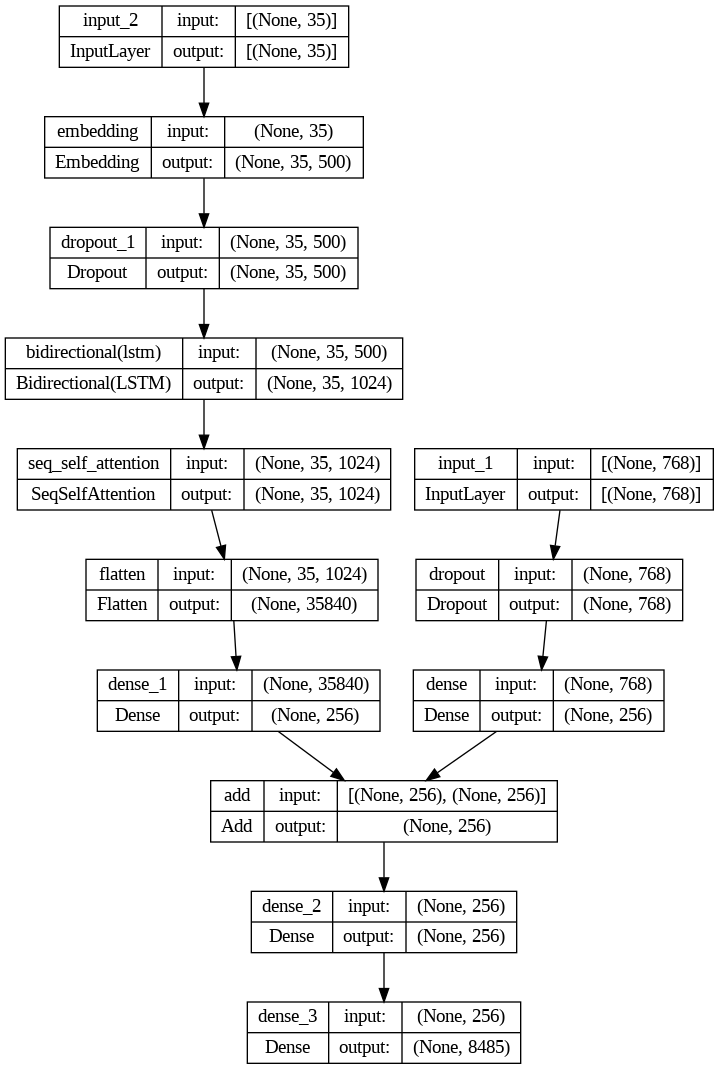 input_2 input: [(None, 35)]
InputLayer output: [(None, 35)]
embedding input: (None, 35)
Embedding output: (None, 35, 500)
dropout_1 input: (None, 35, 500)
Dropout output: (None, 35, 500)
bidirectional(lstm) input: (None, 35, 500)
Bidirectional(LSTM) output: (None, 35, 1024)
seq_self_attention input: (None, 35, 1024)
SeqSelfAttention output: (None, 35, 1024)
input_1 input: [(None, 768)]
InputLayer output: [(None, 768)]
flatten input: (None, 35, 1024)
Flatten output: (None, 35840)
dropout input: (None, 768)
Dropout output: (None, 768)
dense_1 input: (None, 35840)
Dense output: (None, 256)
dense input: (None, 768)
Dense output: (None, 256)
add input: [(None, 256), (None, 256)]
Add output: (None, 256)
dense_2 input: (None, 256)
Dense output: (None, 256)
dense_3 input: (None, 256)
Dense output: (None, 8485)